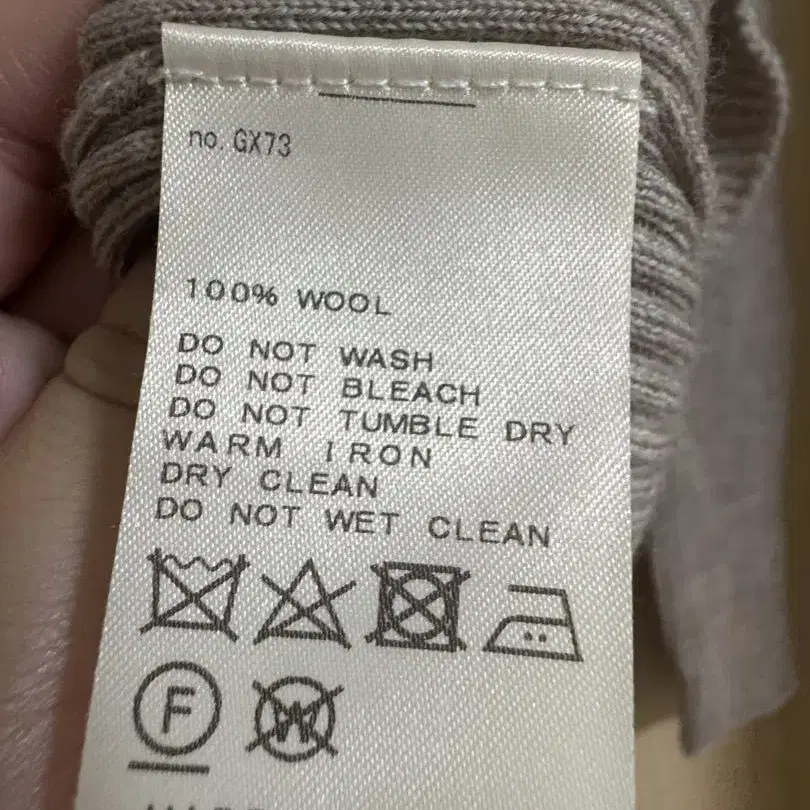 no. GX73
100% WOOL
DO NOT WASH
DO NOT BLEACH
DO NOT TUMBLE DRY
WARM IRON
DRY CLEAN
DO NOT WET CLEAN
F
W